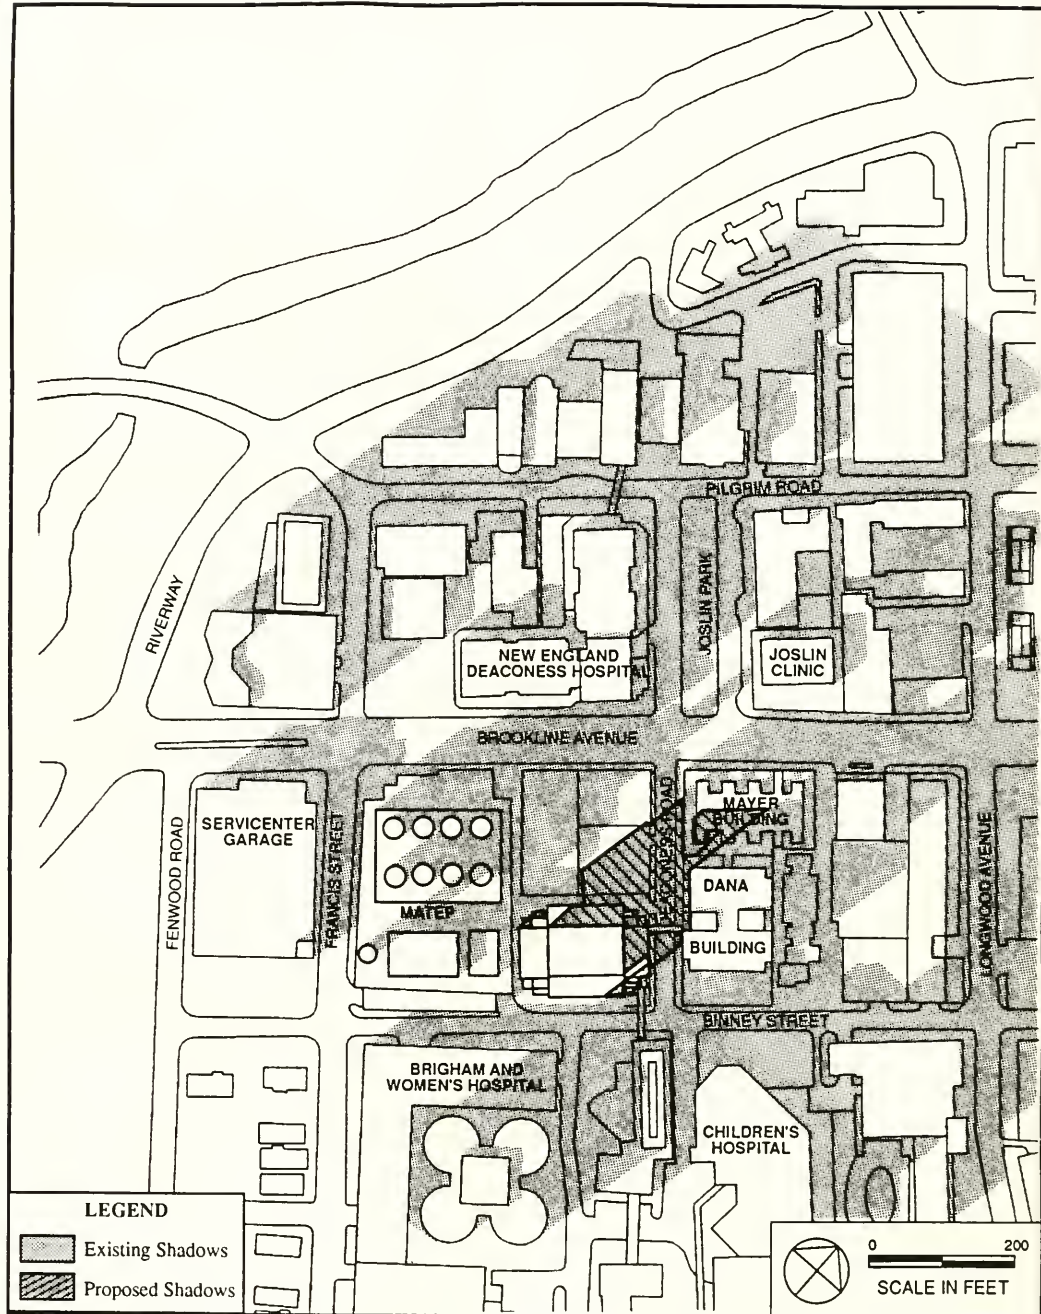 PILGRIM ROAD
RIVERWAY
JOSLIN PARK
NEW ENGLAND
DEACONESS HOSPITAL
JOSLIN
CLINIC
BROOKLINE AVENUE
FENWOOD ROAD
SERVICENTER
GARAGE
FRANCIS STREET
MATEP
DEACONESS ROAD
MAYER
BUILDING
DANA
BUILDING
LONGWOOD AVENUE
BINNEY STREET
BRIGHAM AND
WOMEN'S HOSPITAL
CHILDREN'S
HOSPITAL
LEGEND
Existing Shadows
Proposed Shadows
0 200
SCALE IN FEET